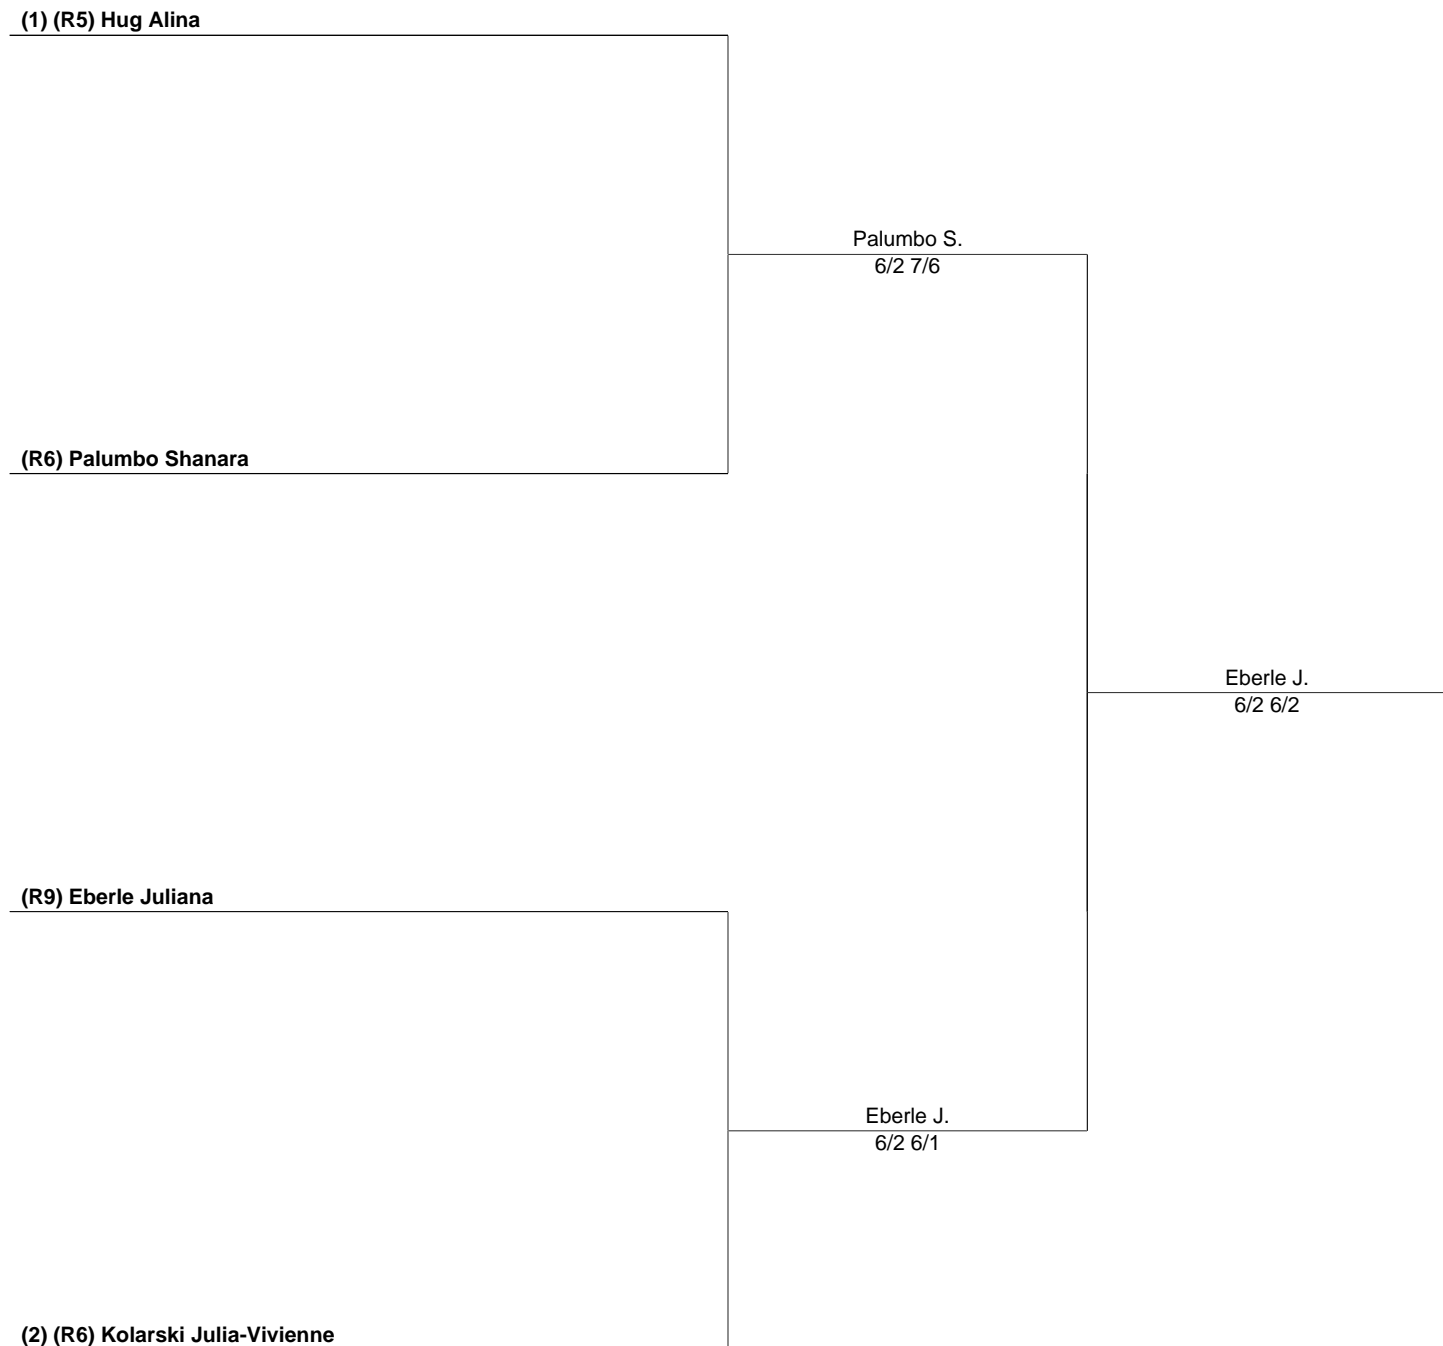 (1) (R5) Hug Alina
Palumbo S.
6/2 7/6
(R6) Palumbo Shanara
Eberle J.
6/2 6/2
(R9) Eberle Juliana
Eberle J.
6/2 6/1
(2) (R6) Kolarski Julia-Vivienne